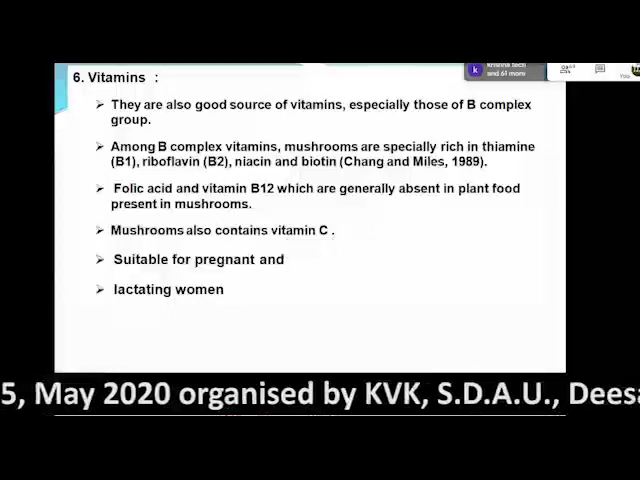 6. Vitamins :
and 61 more
You
They are also good source of vitamins, especially those of B complex
group.
Among B complex vitamins, mushrooms are specially rich in thiamine
(B1), riboflavin (B2), niacin and biotin (Chang and Miles, 1989).
Folic acid and vitamin B12 which are generally absent in plant food
present in mushrooms.
Mushrooms also contains vitamin C .
Suitable for pregnant and
lactating women
5, May 2020 organised by KVK, S.D.A.U., Deesa